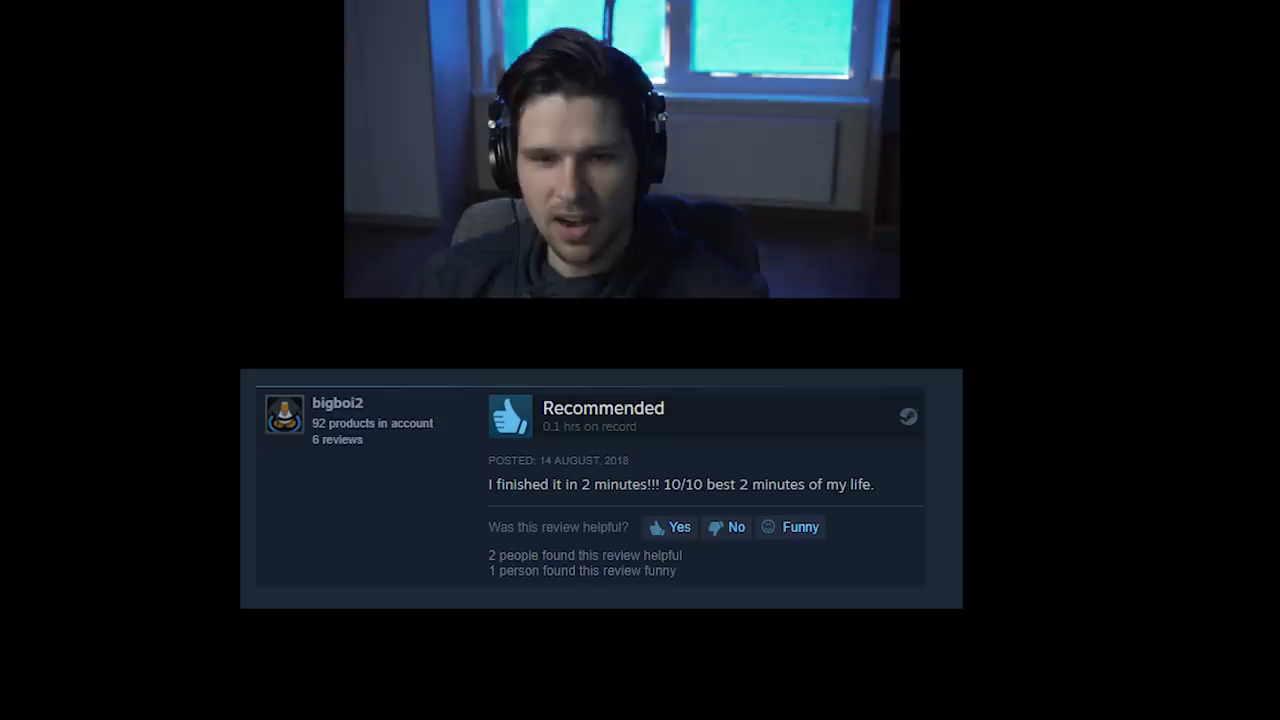 bigboi2
92 products in account
6 reviews
Recommended
0.1 hrs on record
POSTED: 14 AUGUST, 2018
I finished it in 2 minutes!!! 10/10 best 2 minutes of my life.
Was this review helpful? Yes No Funny
2 people found this review helpful
1 person found this review funny